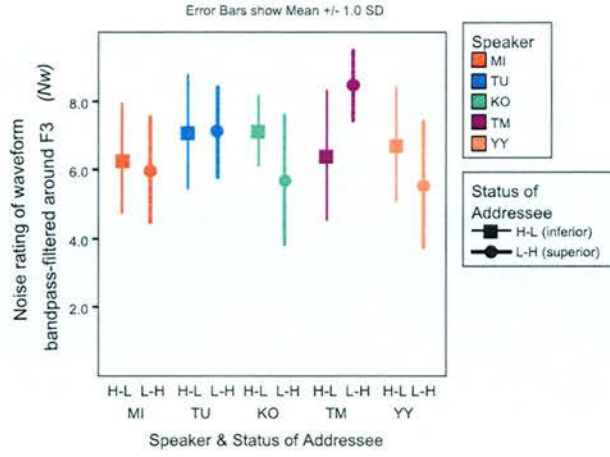 Error Bars show Mean +/- 1.0 SD
Noise rating of waveform
bandpass-filtered around F3 (Nw)
8.0
6.0
4.0
2.0
H-L L-H H-L L-H H-L L-H H-L L-H H-L L-H
MI TU KO TM YY
Speaker & Status of Addressee
Speaker
MI
TU
KO
TM
YY
Status of
Addressee
H-L (inferior)
L-H (superior)